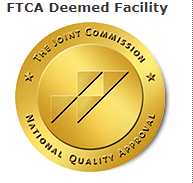 FTCA Deemed Facility
THE JOINT COMMISSION
NATIONAL QUALITY APPROVAL